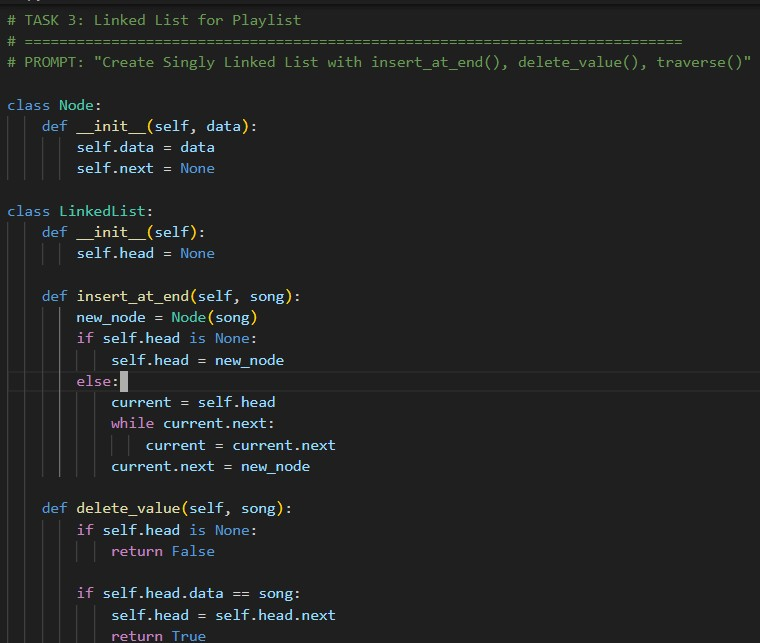 # TASK 3: Linked List for Playlist
# ============================================================================
# PROMPT: "Create Singly Linked List with insert_at_end(), delete_value(), traverse()"
class Node:
def __init__(self, data):
self.data = data
self.next = None
class LinkedList:
def __init__(self):
self.head = None
def insert_at_end(self, song):
new_node = Node(song)
if self.head is None:
self.head = new_node
else:
current = self.head
while current.next:
current = current.next
current.next = new_node
def delete_value(self, song):
if self.head is None:
return False
if self.head.data == song:
self.head = self.head.next
return True